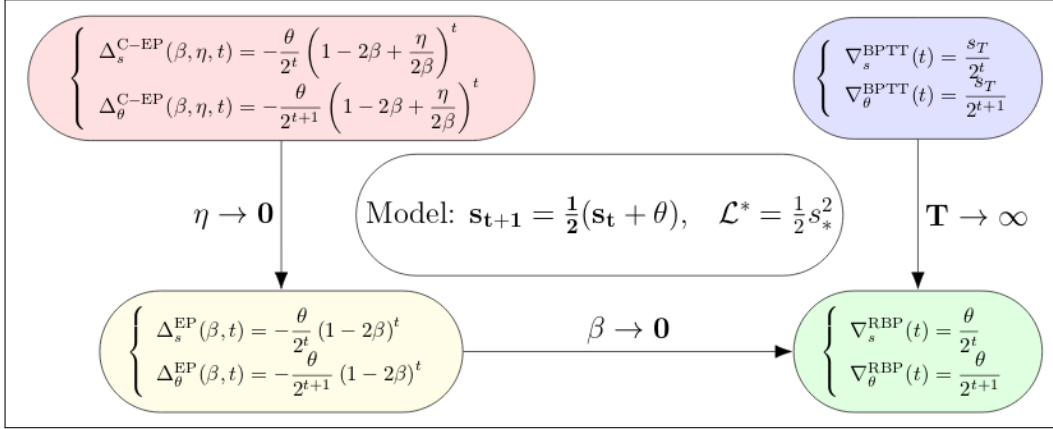 Δ_s^{C−EP}(β, η, t) = −θ/2^t (1 − 2β + η/2β)^t
Δ_θ^{C−EP}(β, η, t) = −θ/2^{t+1} (1 − 2β + η/2β)^t
∇_s^{BPTT}(t) = s_T/2^t
∇_θ^{BPTT}(t) = s_T/2^{t+1}
η → 0
Model: s_{t+1} = 1/2(s_t + θ), ℒ* = 1/2 s_*^2
T → ∞
Δ_s^{EP}(β, t) = −θ/2^t (1 − 2β)^t
Δ_θ^{EP}(β, t) = −θ/2^{t+1} (1 − 2β)^t
β → 0
∇_s^{RBP}(t) = θ/2^t
∇_θ^{RBP}(t) = θ/2^{t+1}